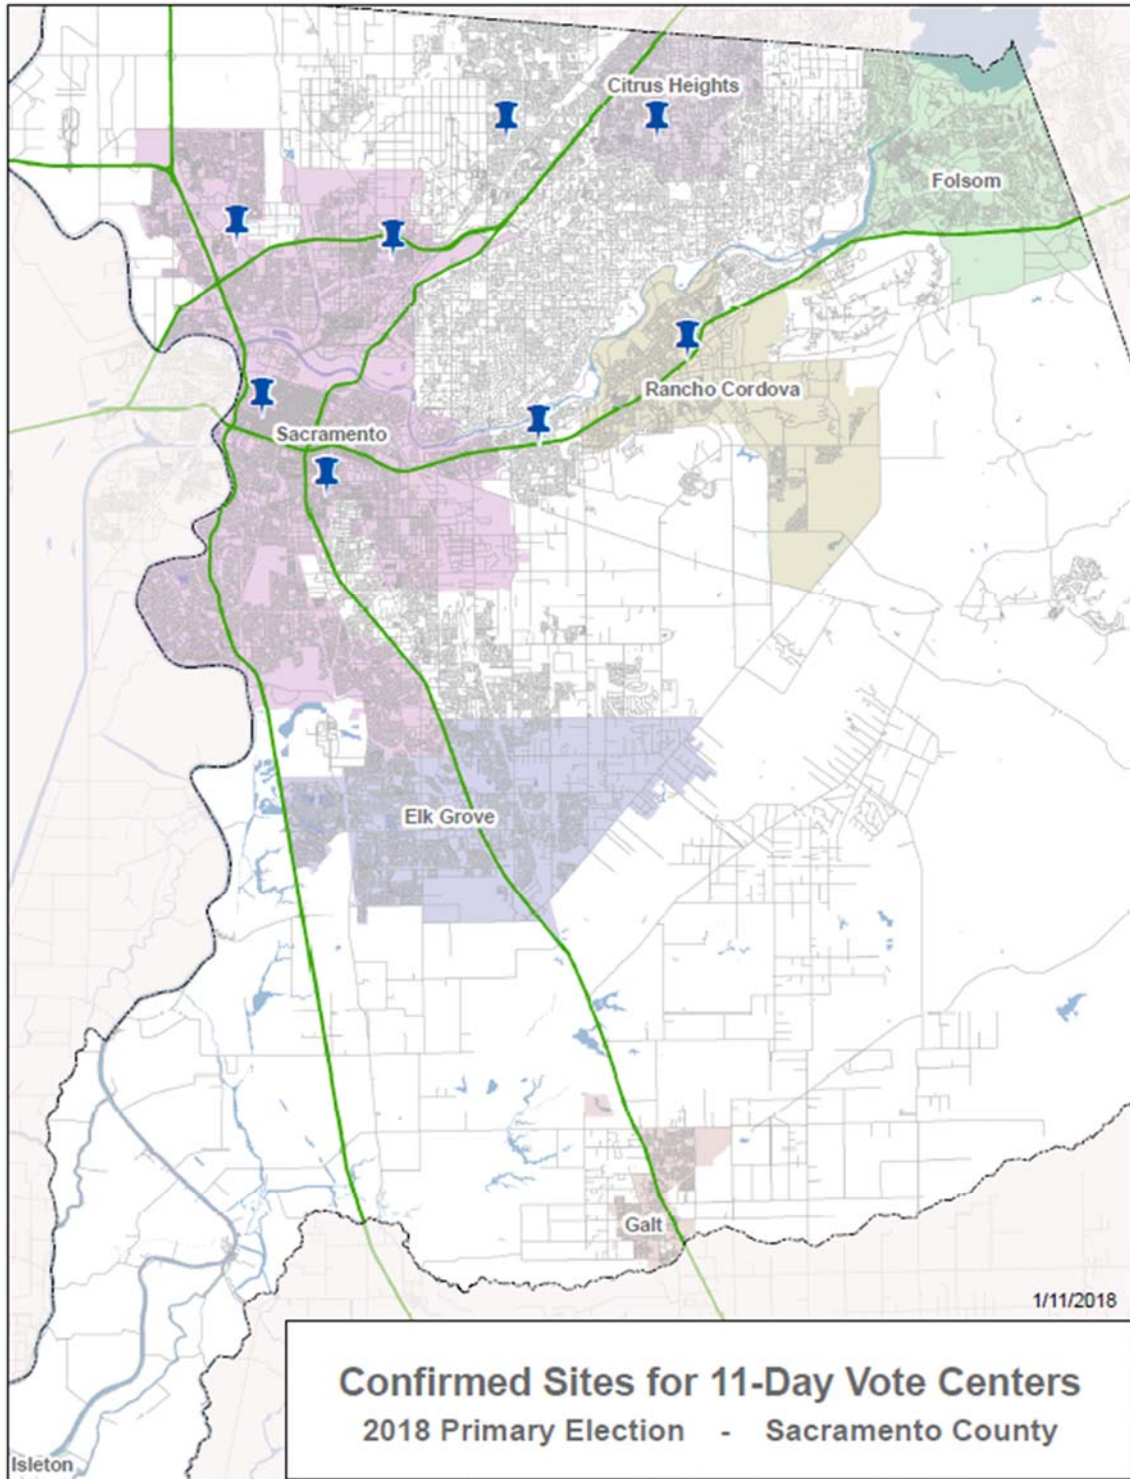 Citrus Heights
Folsom
Rancho Cordova
Sacramento
Elk Grove
Galt
1/11/2018
Confirmed Sites for 11-Day Vote Centers
2018 Primary Election - Sacramento County
Isleton